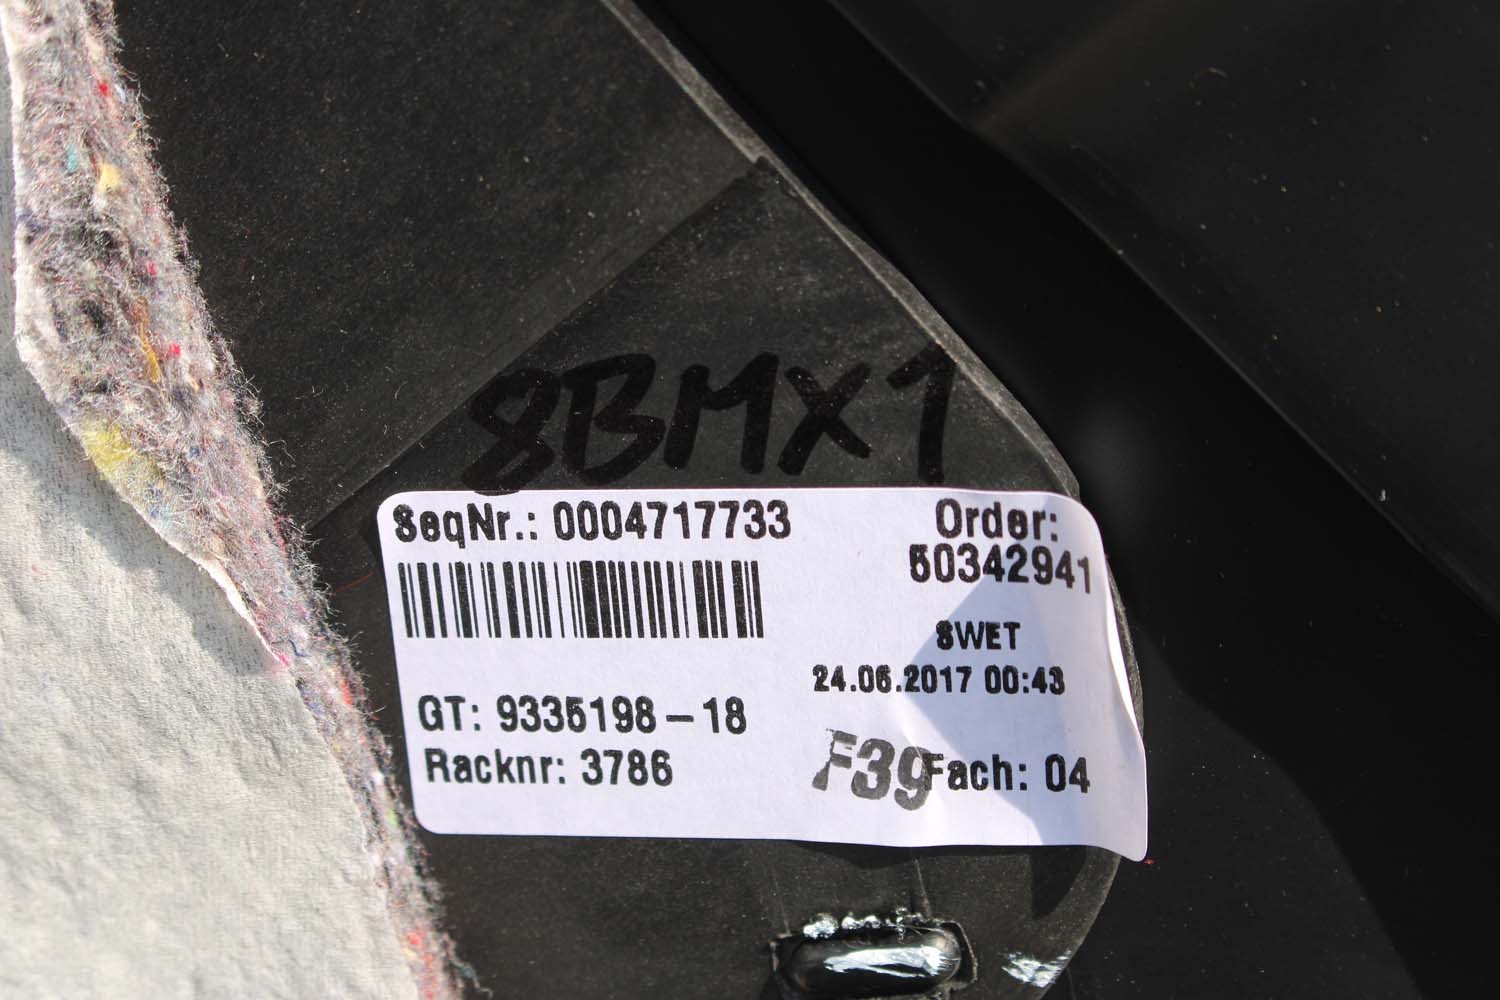 8BMX1
SeqNr.: 0004717733
Order:
50342941
SWET
24.06.2017 00:43
GT: 9335198-18
Racknr: 3786
F39
Fach: 04